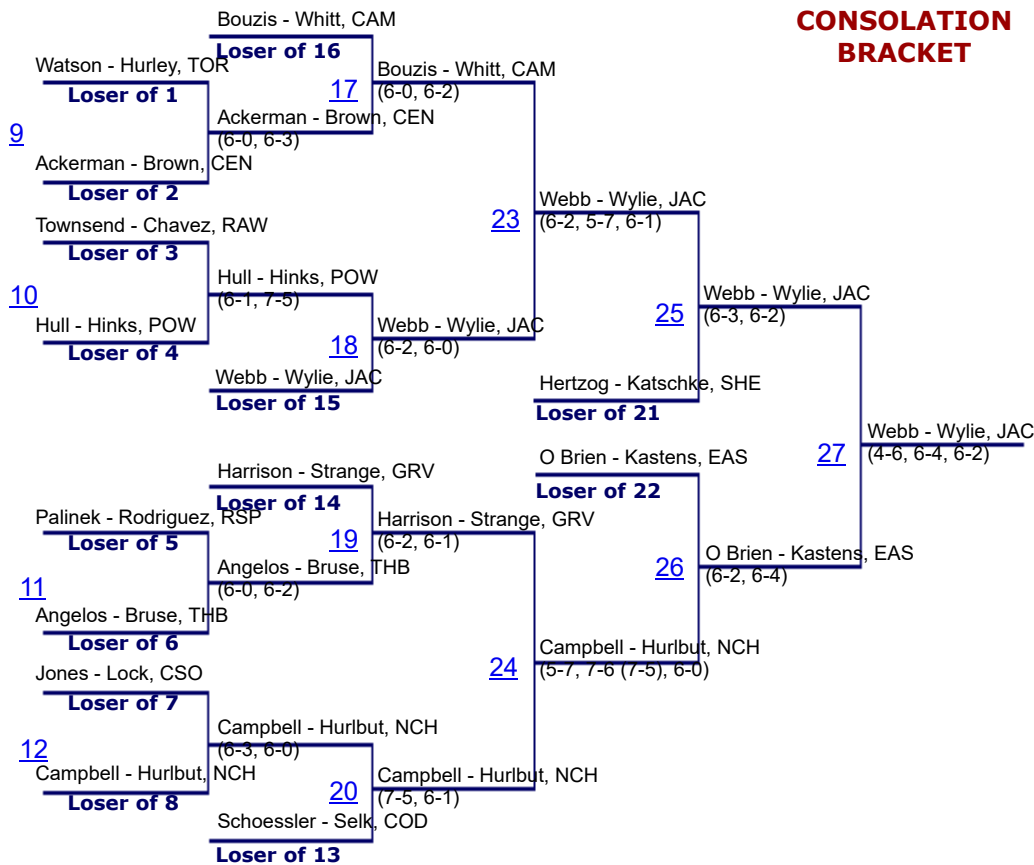 CONSOLATION
BRACKET
Bouzis - Whitt, CAM
Loser of 16
Watson - Hurley, TOR
Loser of 1
17
Bouzis - Whitt, CAM
(6-0, 6-2)
9
Ackerman - Brown, CEN
(6-0, 6-3)
Ackerman - Brown, CEN
Loser of 2
23
Webb - Wylie, JAC
(6-2, 5-7, 6-1)
Townsend - Chavez, RAW
Loser of 3
10
Hull - Hinks, POW
(6-1, 7-5)
Hull - Hinks, POW
Loser of 4
18
Webb - Wylie, JAC
(6-2, 6-0)
Webb - Wylie, JAC
Loser of 15
25
Webb - Wylie, JAC
(6-3, 6-2)
Hertzog - Katschke, SHE
Loser of 21
27
Webb - Wylie, JAC
(4-6, 6-4, 6-2)
O Brien - Kastens, EAS
Loser of 22
Harrison - Strange, GRV
Loser of 14
Palinek - Rodriguez, RSP
Loser of 5
19
Harrison - Strange, GRV
(6-2, 6-1)
11
Angelos - Bruse, THB
(6-0, 6-2)
Angelos - Bruse, THB
Loser of 6
26
O Brien - Kastens, EAS
(6-2, 6-4)
24
Campbell - Hurlbut, NCH
(5-7, 7-6 (7-5), 6-0)
Jones - Lock, CSO
Loser of 7
12
Campbell - Hurlbut, NCH
(6-3, 6-0)
Campbell - Hurlbut, NCH
Loser of 8
20
Campbell - Hurlbut, NCH
(7-5, 6-1)
Schoessler - Selk, COD
Loser of 13